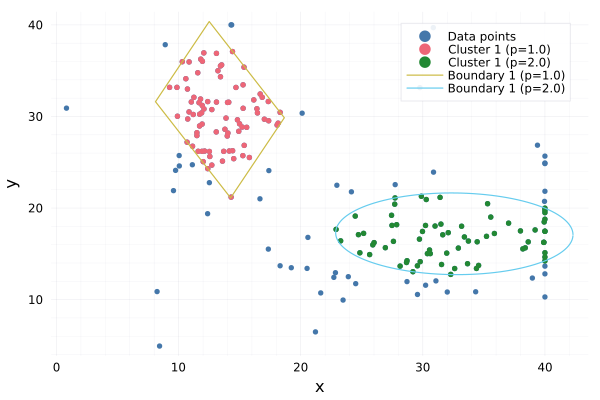 Data points
Cluster 1 (p=1.0)
Cluster 1 (p=2.0)
Boundary 1 (p=1.0)
Boundary 1 (p=2.0)
40
30
20
10
y
0 10 20 30 40
x